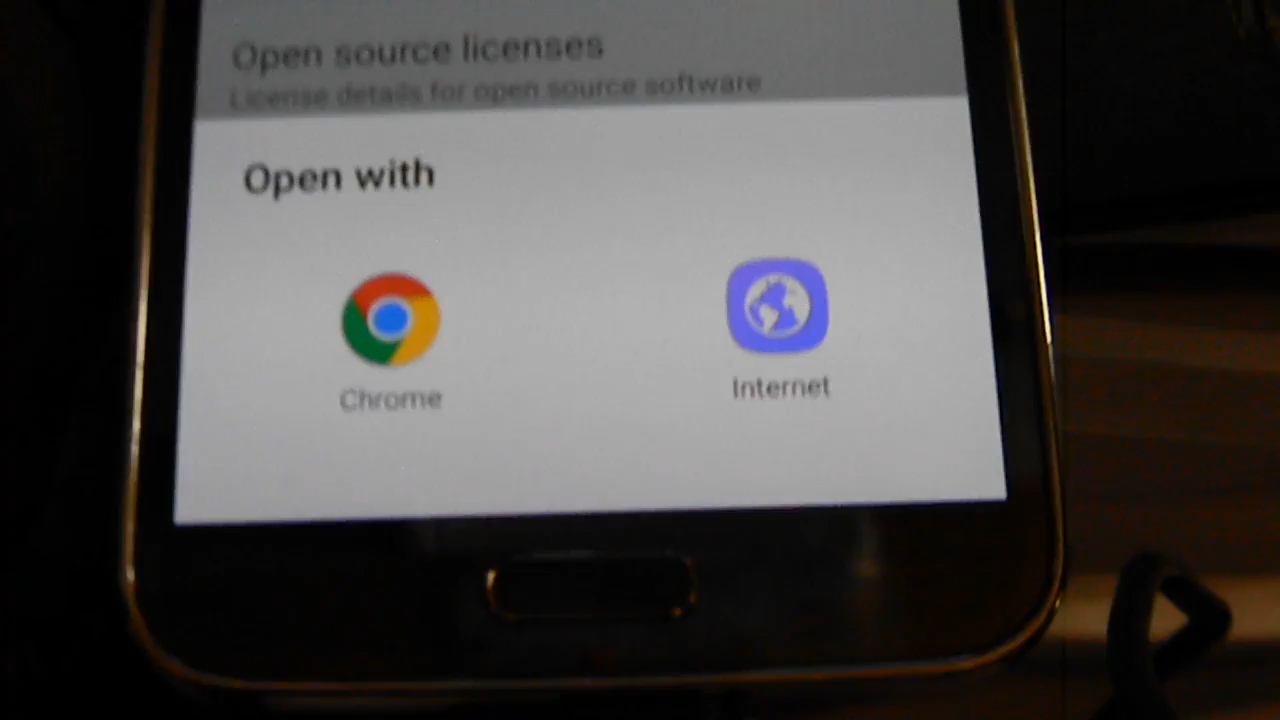 Open source licenses
License details for open source software
Open with
Chrome
Internet